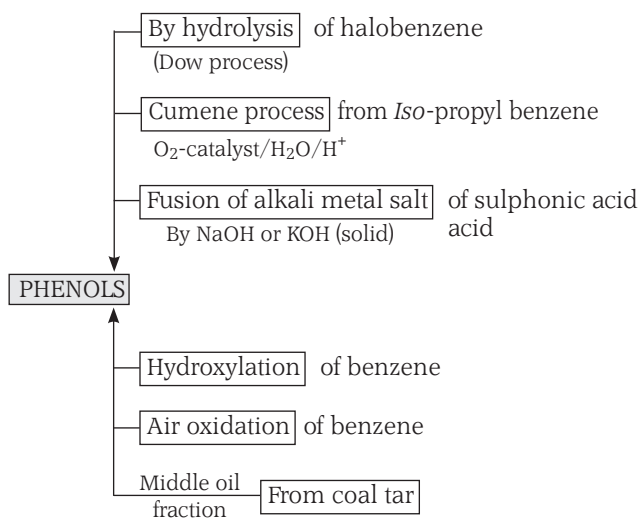 By hydrolysis of halobenzene
(Dow process)
Cumene process from Iso-propyl benzene
O₂-catalyst/H₂O/H⁺
Fusion of alkali metal salt of sulphonic acid
By NaOH or KOH (solid) acid
PHENOLS
Hydroxylation of benzene
Air oxidation of benzene
Middle oil
fraction
From coal tar